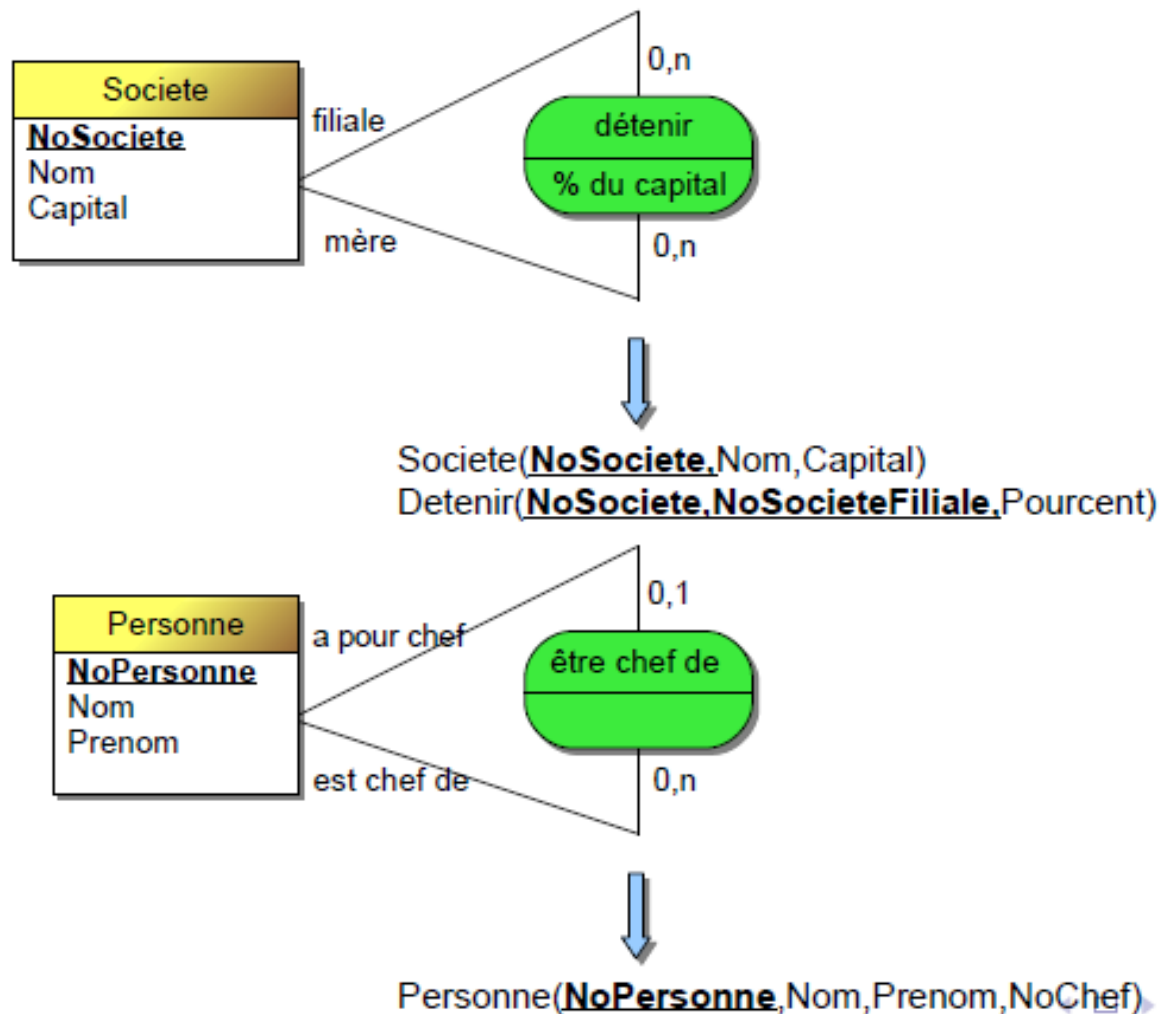 Societe
NoSociete
Nom
Capital
filiale
mère
0,n
détenir
% du capital
0,n
Societe(NoSociete,Nom,Capital)
Detenir(NoSociete,NoSocieteFiliale,Pourcent)
Personne
NoPersonne
Nom
Prenom
a pour chef
est chef de
0,1
être chef de
0,n
Personne(NoPersonne,Nom,Prenom,NoChef)